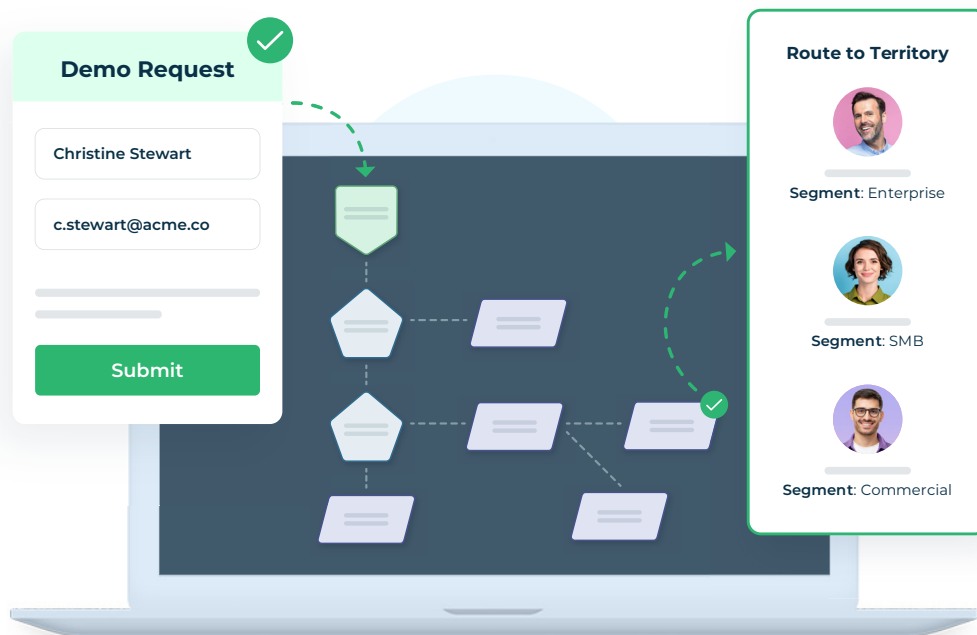 Demo Request
Christine Stewart
c.stewart@acme.co
Submit
Route to Territory
Segment: Enterprise
Segment: SMB
Segment: Commercial